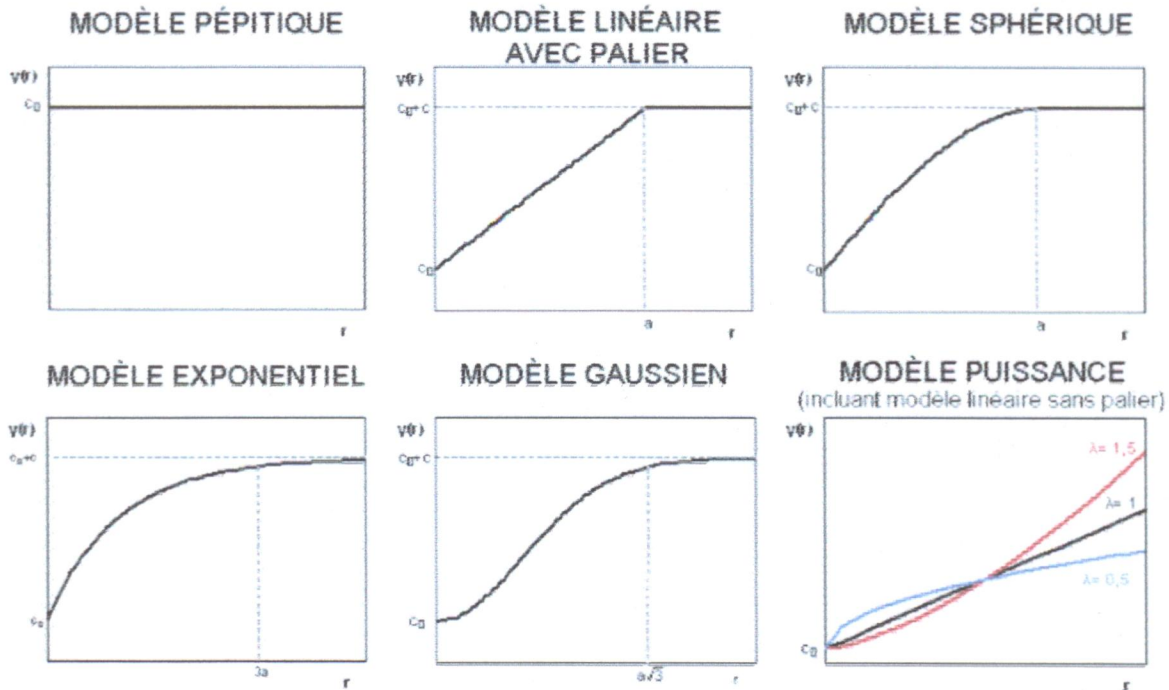 MODÈLE PÉPITIQUE
γ(r)
c₀
r
MODÈLE LINÉAIRE
AVEC PALIER
γ(r)
c₀+c
c₀
a
r
MODÈLE SPHÉRIQUE
γ(r)
c₀+c
c₀
a
r
MODÈLE EXPONENTIEL
γ(r)
c₀+c
c₀
3a
r
MODÈLE GAUSSIEN
γ(r)
c₀+c
c₀
a√3
r
MODÈLE PUISSANCE
(incluant modèle linéaire sans palier)
γ(r)
λ= 1,5
λ= 1
λ= 0,5
c₀
r